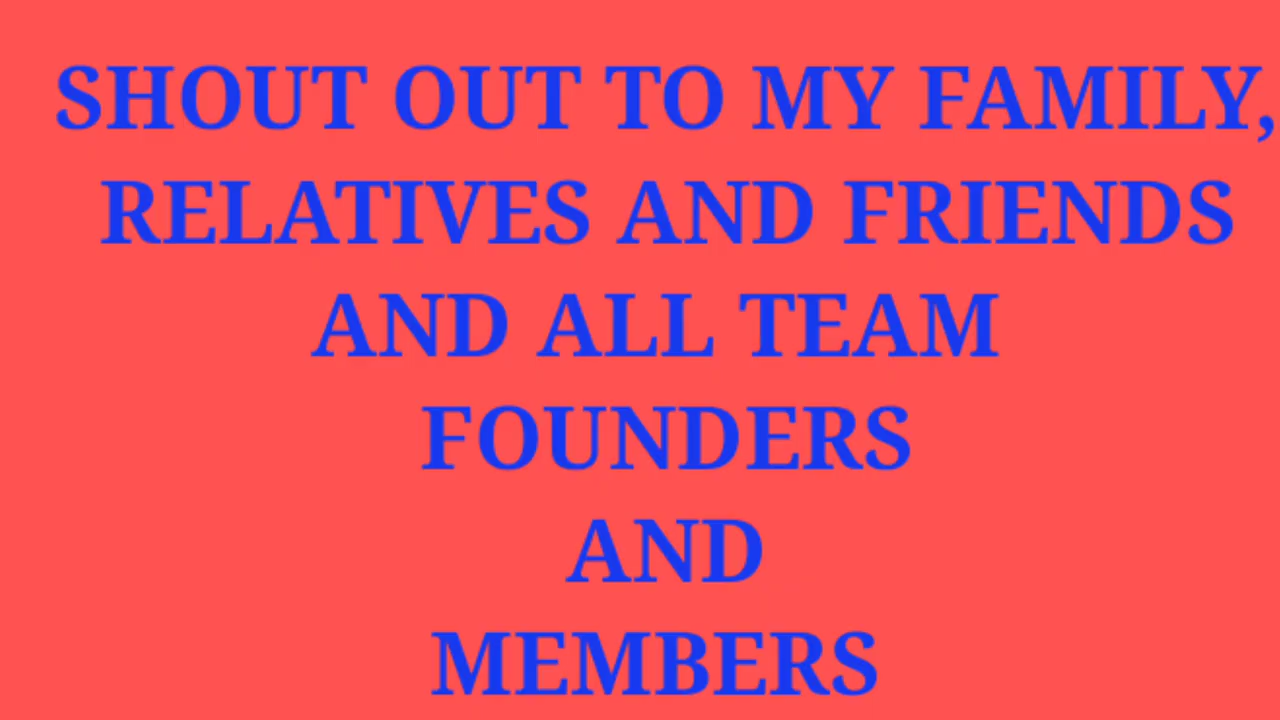 SHOUT OUT TO MY FAMILY,
RELATIVES AND FRIENDS
AND ALL TEAM
FOUNDERS
AND
MEMBERS